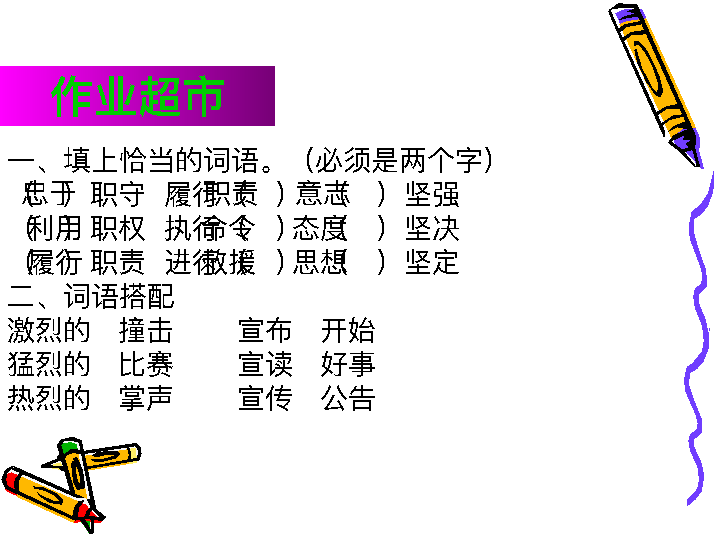 作业超市
一、填上恰当的词语。（必须是两个字）
（忠于）职守 履行（职责）意志（ ）坚强
（利用）职权 执行（命令）态度（ ）坚决
（履行）职责 进行（救援）思想（ ）坚定
二、词语搭配
激烈的 撞击 宣布 开始
猛烈的 比赛 宣读 好事
热烈的 掌声 宣传 公告